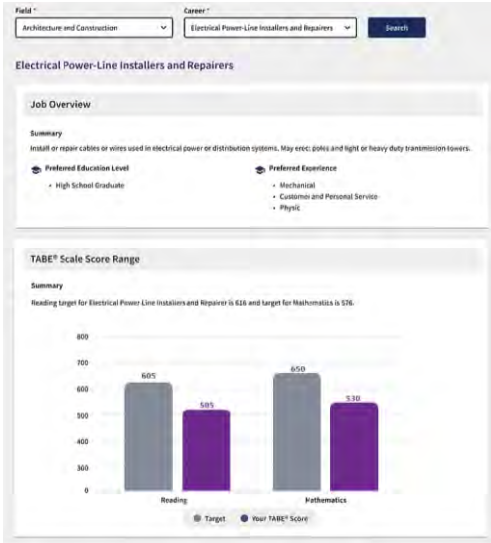 Field *
Career *
Architecture and Construction
Electrical Power-Line Installers and Repairers
Search
Electrical Power-Line Installers and Repairers
Job Overview
Summary
Install or repair cables or wires used in electrical power or distribution systems. May erect poles and light or heavy duty transmission towers.
Preferred Education Level
Preferred Experience
• High School Graduate
• Mechanical
• Customer and Personal Service
• Physic
TABE® Scale Score Range
Summary
Reading target for Electrical Power-Line Installers and Repairer is 616 and target for Mathematics is 576.
800
700
600
500
400
300
0
605
505
650
530
Reading
Mathematics
Target
Your TABE® Score